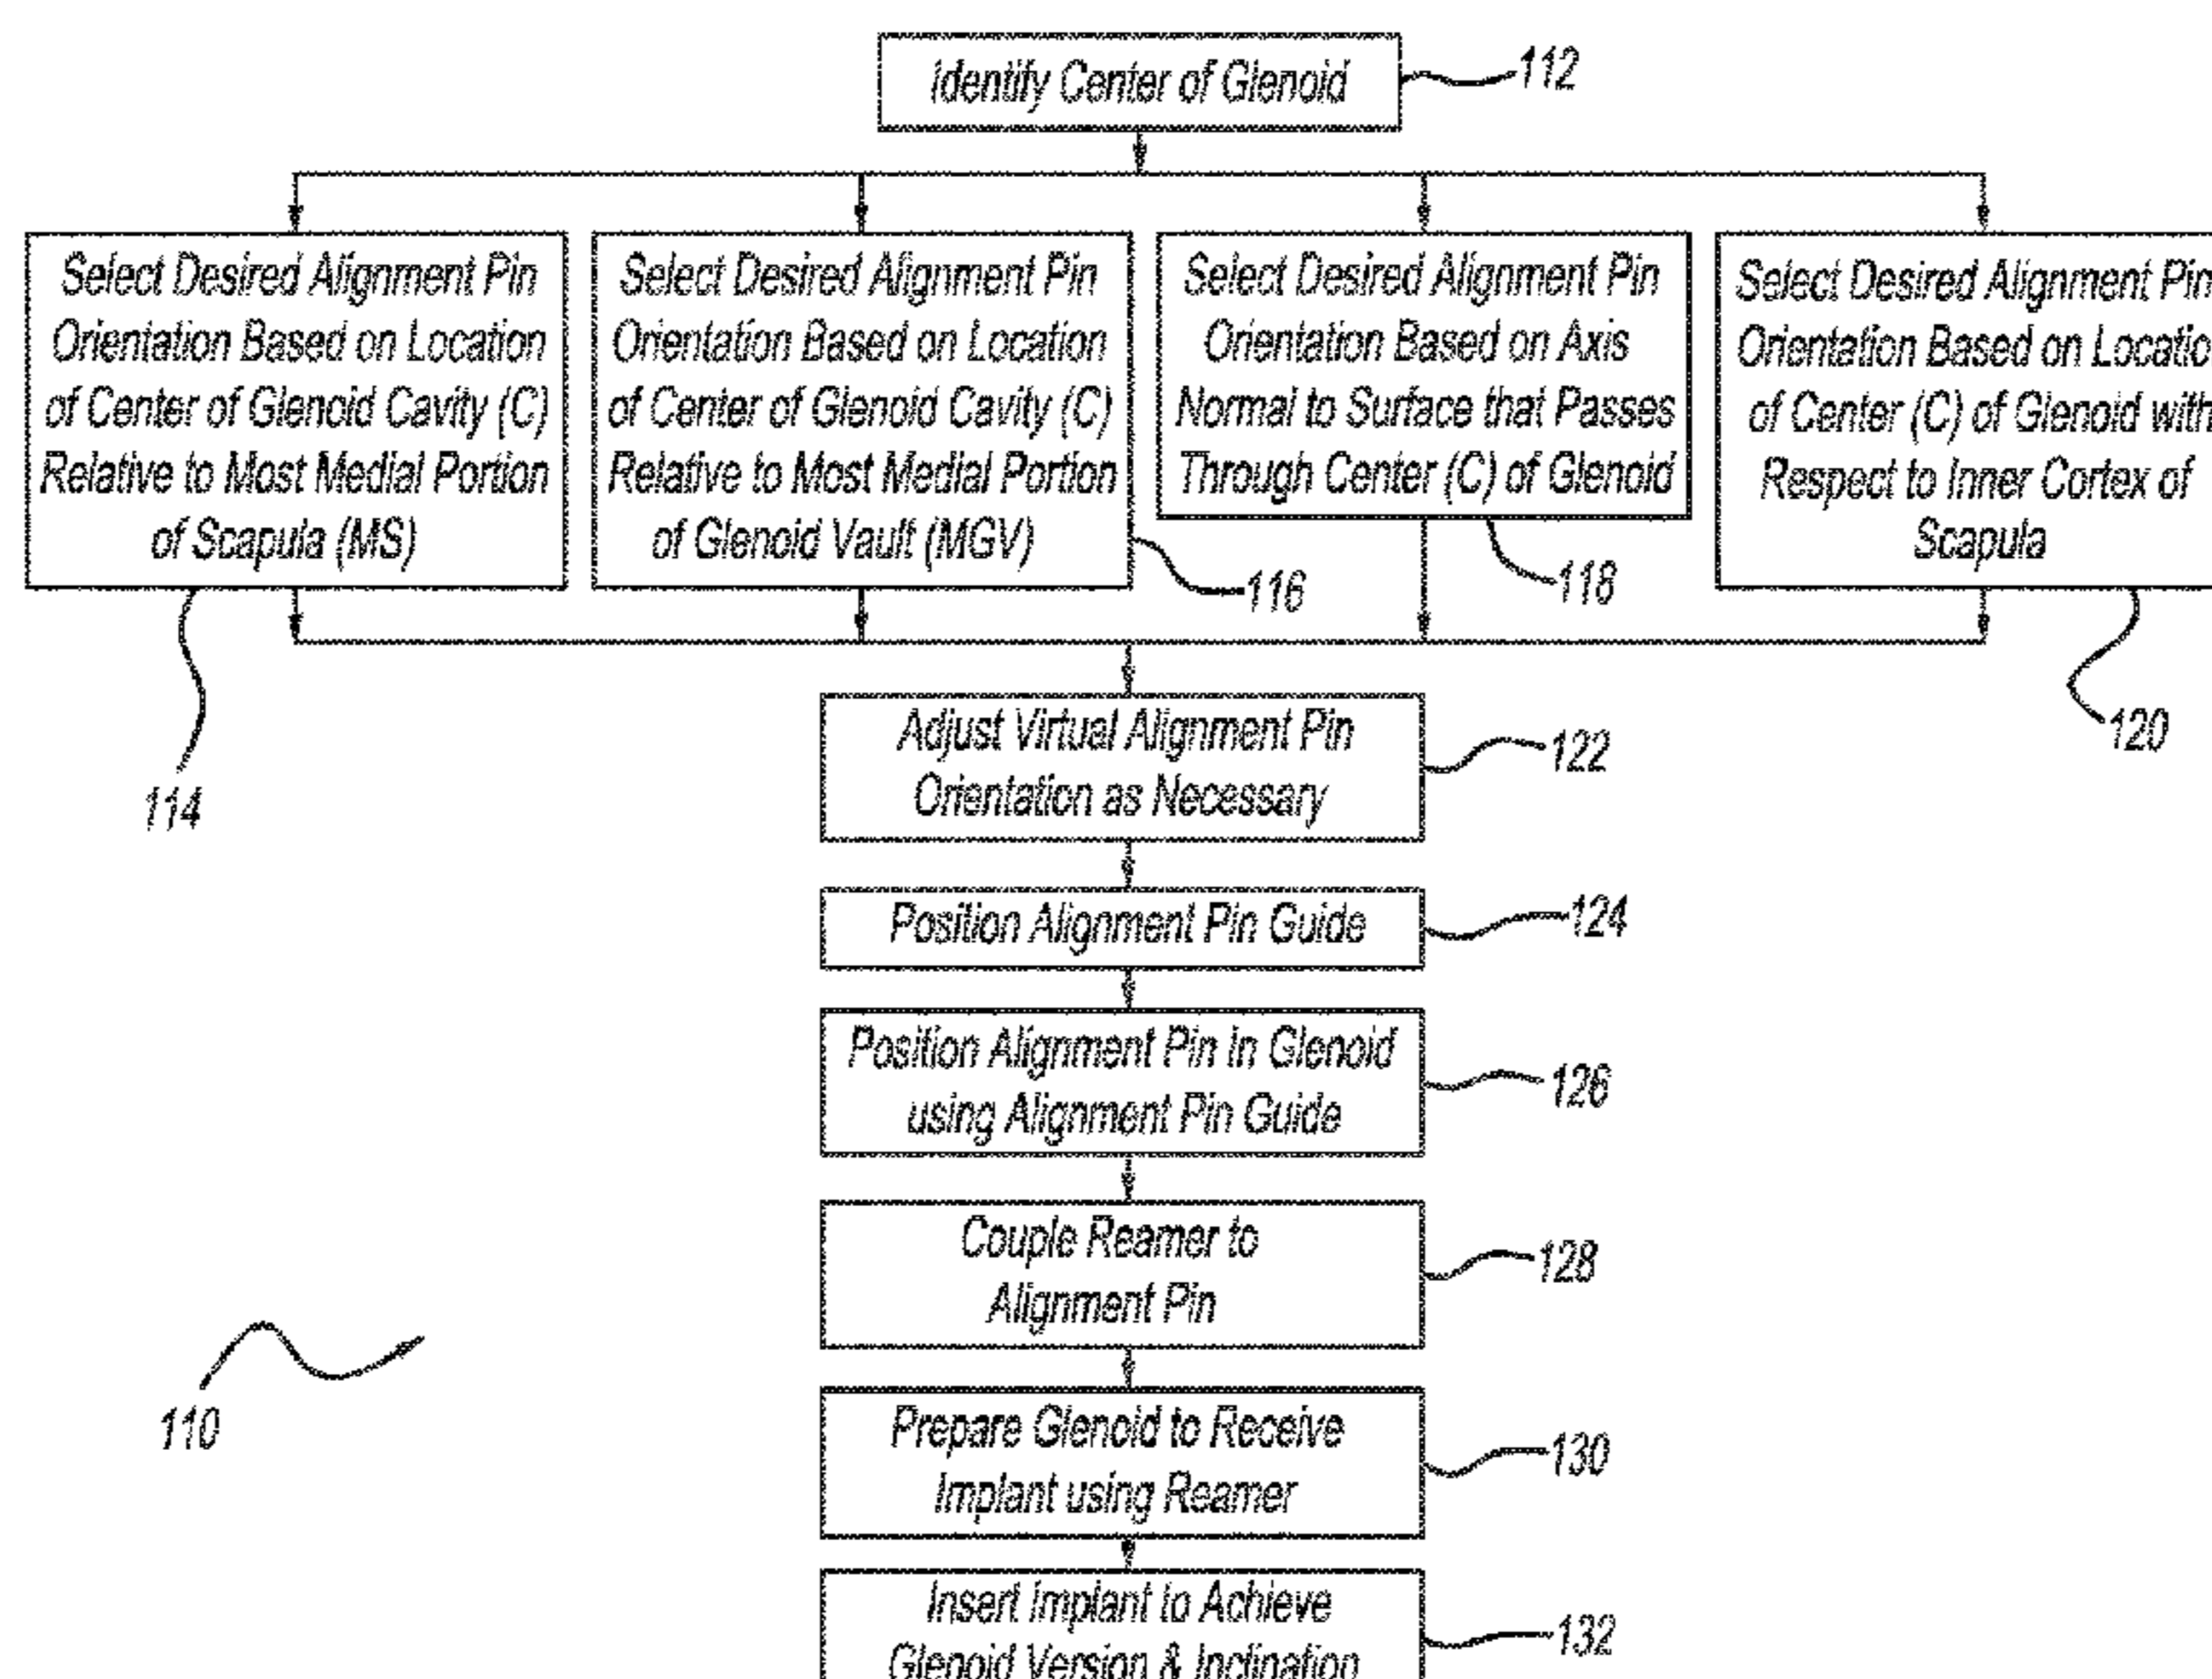 Identify Center of Glenoid
112
Select Desired Alignment Pin
Orientation Based on Location
of Center of Glenoid Cavity (C)
Relative to Most Medial Portion
of Scapula (MS)
114
Select Desired Alignment Pin
Orientation Based on Location
of Center of Glenoid Cavity (C)
Relative to Most Medial Portion
of Glenoid Vault (MGV)
116
Select Desired Alignment Pin
Orientation Based on Axis
Normal to Surface that Passes
Through Center (C) of Glenoid
118
Select Desired Alignment Pin
Orientation Based on Locatio
of Center (C) of Glenoid with
Respect to Inner Cortex of
Scapula
120
Adjust Virtual Alignment Pin
Orientation as Necessary
122
Position Alignment Pin Guide
124
Position Alignment Pin In Glenoid
using Alignment Pin Guide
126
Couple Reamer to
Alignment Pin
128
Prepare Glenoid to Receive
Implant using Reamer
130
Insert Implant to Achieve
Glenoid Version & Inclination
132
110